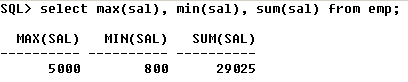 SQL> select max(sal), min(sal), sum(sal) from emp;
MAX(SAL) MIN(SAL) SUM(SAL)
---------- ---------- ----------
5000 800 29025